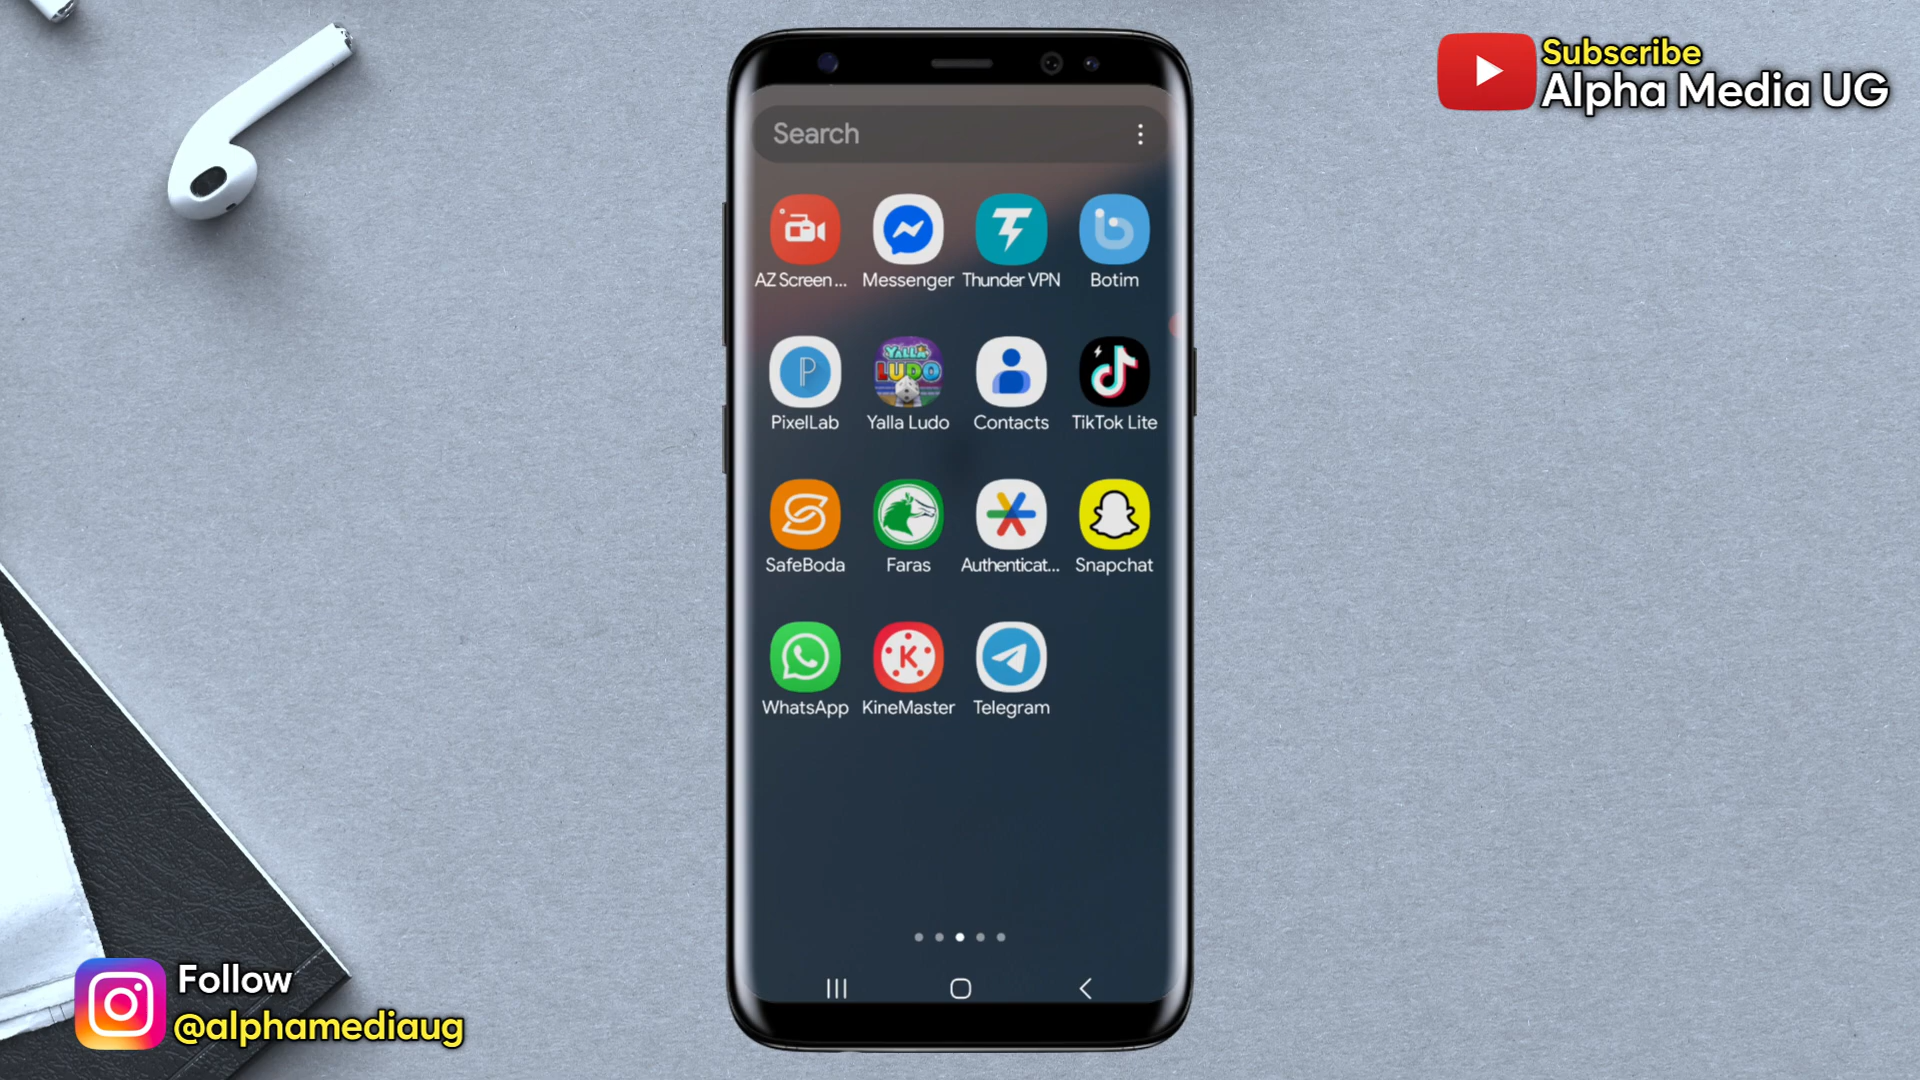 Subscribe
Alpha Media UG
Search
AZ Screen...
Messenger
Thunder VPN
Botim
PixelLab
YALLA
LUDO
Yalla Ludo
Contacts
TikTok Lite
SafeBoda
Faras
Authenticat...
Snapchat
WhatsApp
K
KineMaster
Telegram
Follow
@alphamediaug